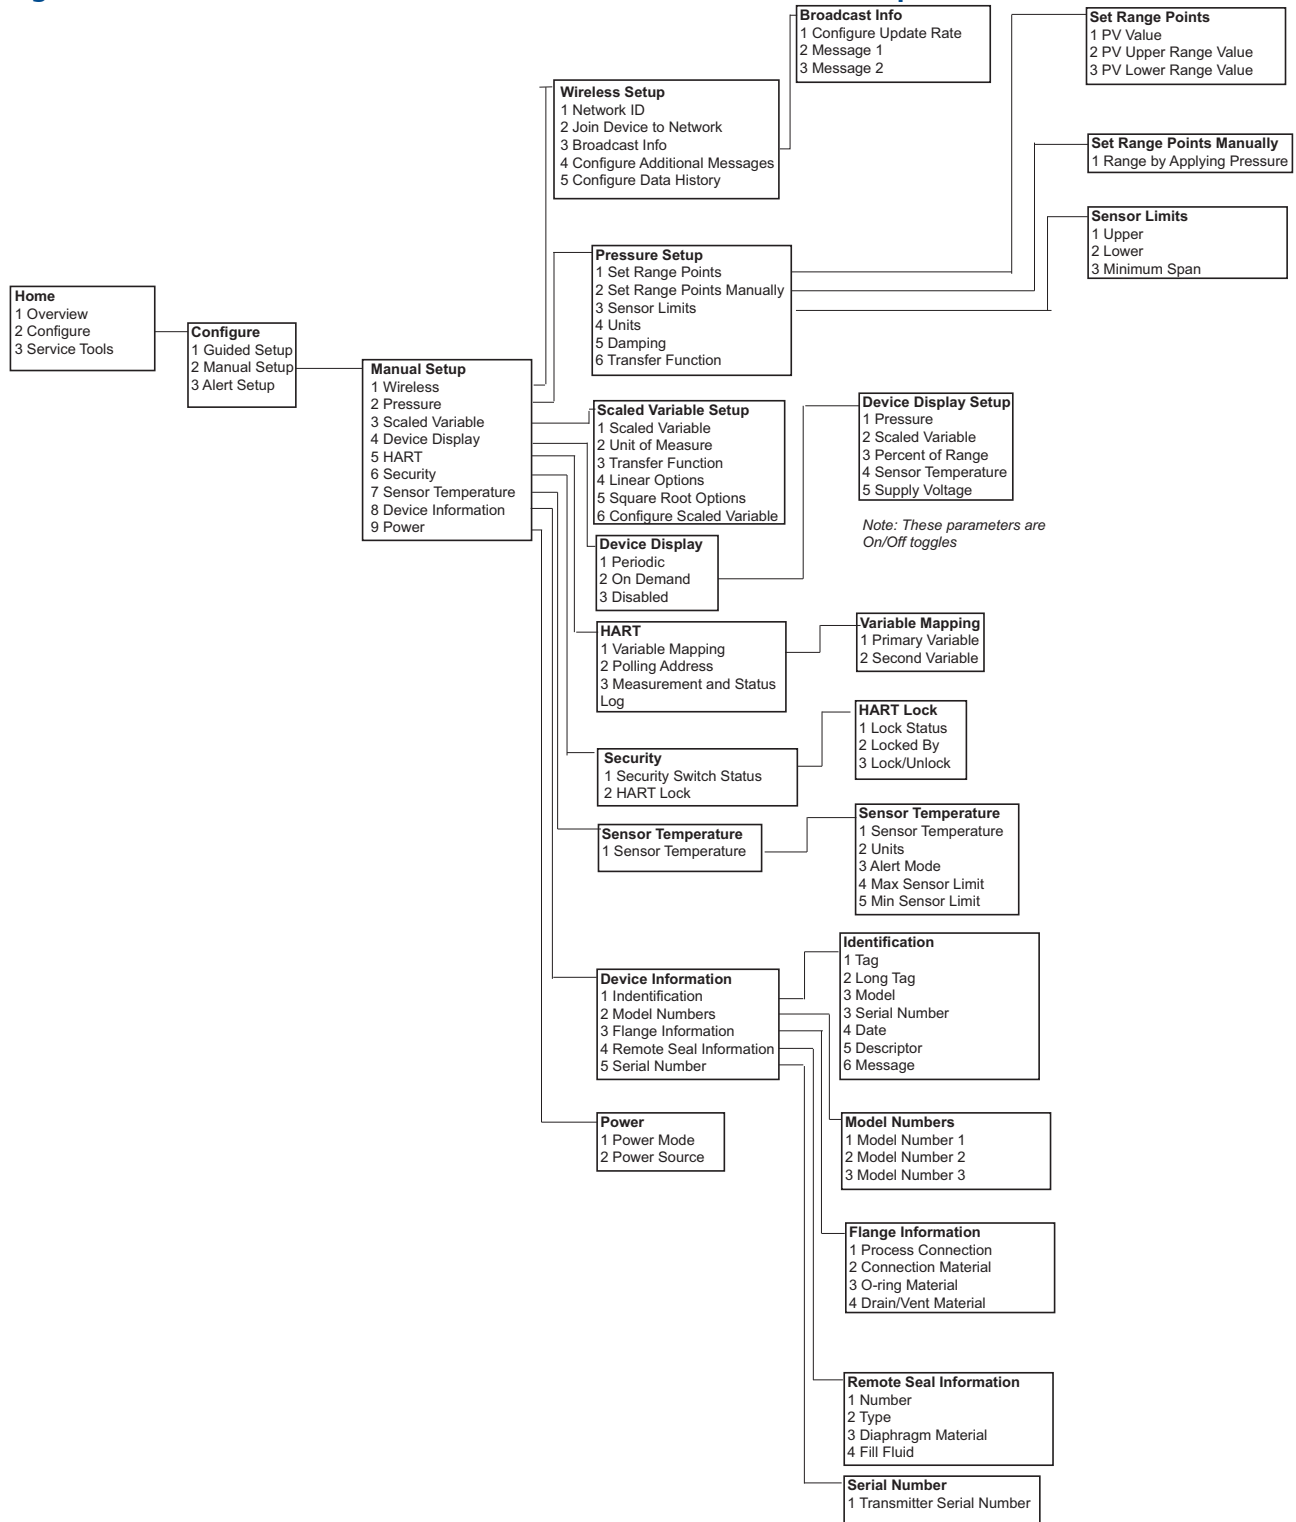 Home
1 Overview
2 Configure
3 Service Tools
Configure
1 Guided Setup
2 Manual Setup
3 Alert Setup
Manual Setup
1 Wireless
2 Pressure
3 Scaled Variable
4 Device Display
5 HART
6 Security
7 Sensor Temperature
8 Device Information
9 Power
Wireless Setup
1 Network ID
2 Join Device to Network
3 Broadcast Info
4 Configure Additional Messages
5 Configure Data History
Broadcast Info
1 Configure Update Rate
2 Message 1
3 Message 2
Pressure Setup
1 Set Range Points
2 Set Range Points Manually
3 Sensor Limits
4 Units
5 Damping
6 Transfer Function
Set Range Points
1 PV Value
2 PV Upper Range Value
3 PV Lower Range Value
Set Range Points Manually
1 Range by Applying Pressure
Sensor Limits
1 Upper
2 Lower
3 Minimum Span
Scaled Variable Setup
1 Scaled Variable
2 Unit of Measure
3 Transfer Function
4 Linear Options
5 Square Root Options
6 Configure Scaled Variable
Device Display
1 Periodic
2 On Demand
3 Disabled
Device Display Setup
1 Pressure
2 Scaled Variable
3 Percent of Range
4 Sensor Temperature
5 Supply Voltage
Note: These parameters are
On/Off toggles
HART
1 Variable Mapping
2 Polling Address
3 Measurement and Status
Log
Variable Mapping
1 Primary Variable
2 Second Variable
Security
1 Security Switch Status
2 HART Lock
HART Lock
1 Lock Status
2 Locked By
3 Lock/Unlock
Sensor Temperature
1 Sensor Temperature
Sensor Temperature
1 Sensor Temperature
2 Units
3 Alert Mode
4 Max Sensor Limit
5 Min Sensor Limit
Device Information
1 Indentification
2 Model Numbers
3 Flange Information
4 Remote Seal Information
5 Serial Number
Identification
1 Tag
2 Long Tag
3 Model
3 Serial Number
4 Date
5 Descriptor
6 Message
Power
1 Power Mode
2 Power Source
Model Numbers
1 Model Number 1
2 Model Number 2
3 Model Number 3
Flange Information
1 Process Connection
2 Connection Material
3 O-ring Material
4 Drain/Vent Material
Remote Seal Information
1 Number
2 Type
3 Diaphragm Material
4 Fill Fluid
Serial Number
1 Transmitter Serial Number